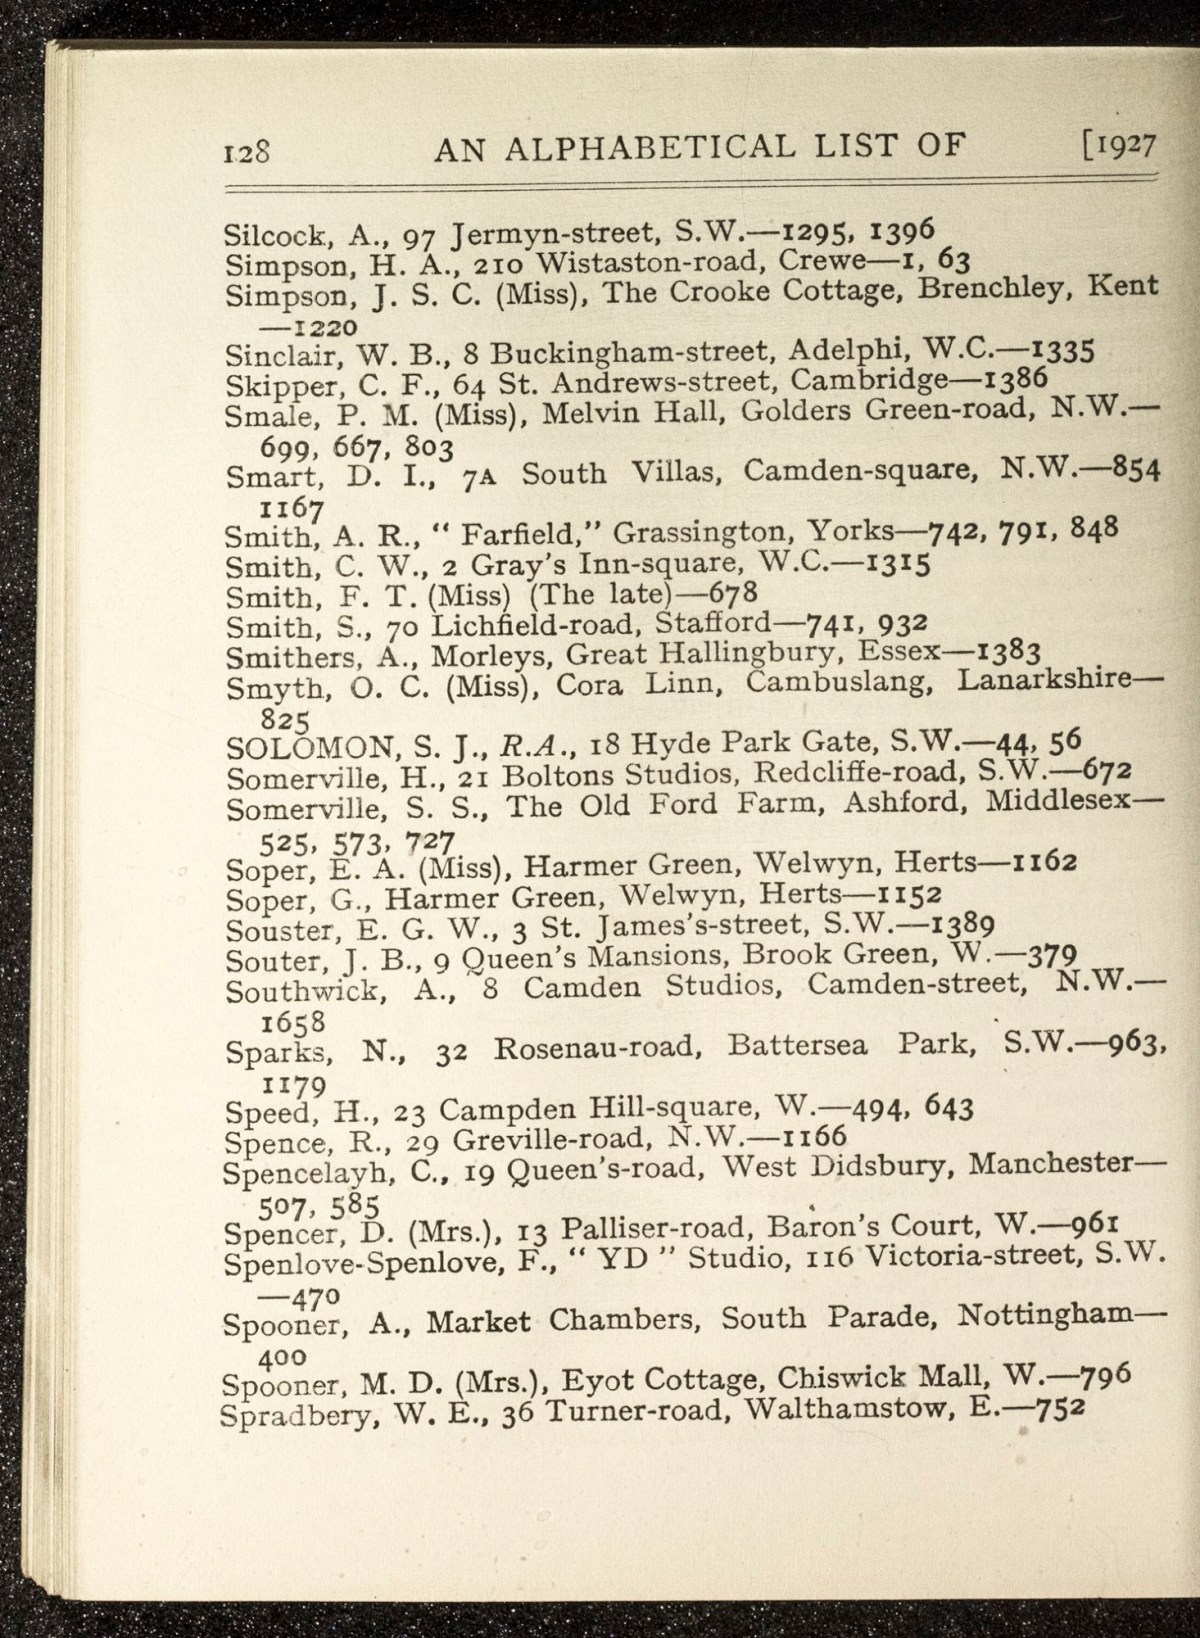 128 AN ALPHABETICAL LIST OF [1927
Silcock, A., 97 Jermyn-street, S.W.—1295, 1396
Simpson, H. A., 210 Wistaston-road, Crewe—1, 63
Simpson, J. S. C. (Miss), The Crooke Cottage, Brenchley, Kent
—1220
Sinclair, W. B., 8 Buckingham-street, Adelphi, W.C.—1335
Skipper, C. F., 64 St. Andrews-street, Cambridge—1386
Smale, P. M. (Miss), Melvin Hall, Golders Green-road, N.W.—
699, 667, 803
Smart, D. I., 7A South Villas, Camden-square, N.W.—854
1167
Smith, A. R., “ Farfield,” Grassington, Yorks—742, 791, 848
Smith, C. W., 2 Gray's Inn-square, W.C.—1315
Smith, F. T. (Miss) (The late)—678
Smith, S., 70 Lichfield-road, Stafford—741, 932
Smithers, A., Morleys, Great Hallingbury, Essex—1383
Smyth, O. C. (Miss), Cora Linn, Cambuslang, Lanarkshire—
825
SOLOMON, S. J., R.A., 18 Hyde Park Gate, S.W.—44, 56
Somerville, H., 21 Boltons Studios, Redcliffe-road, S.W.—672
Somerville, S. S., The Old Ford Farm, Ashford, Middlesex—
525, 573, 727
Soper, E. A. (Miss), Harmer Green, Welwyn, Herts—1162
Soper, G., Harmer Green, Welwyn, Herts—1152
Souster, E. G. W., 3 St. James's-street, S.W.—1389
Souter, J. B., 9 Queen's Mansions, Brook Green, W.—379
Southwick, A., 8 Camden Studios, Camden-street, N.W.—
1658
Sparks, N., 32 Rosenau-road, Battersea Park, S.W.—963,
1179
Speed, H., 23 Campden Hill-square, W.—494, 643
Spence, R., 29 Greville-road, N.W.—1166
Spencelayh, C., 19 Queen's-road, West Didsbury, Manchester—
507, 585
Spencer, D. (Mrs.), 13 Palliser-road, Baron's Court, W.—961
Spenlove-Spenlove, F., “ YD ” Studio, 116 Victoria-street, S.W.
—470
Spooner, A., Market Chambers, South Parade, Nottingham—
400
Spooner, M. D. (Mrs.), Eyot Cottage, Chiswick Mall, W.—796
Spradbery, W. E., 36 Turner-road, Walthamstow, E.—752